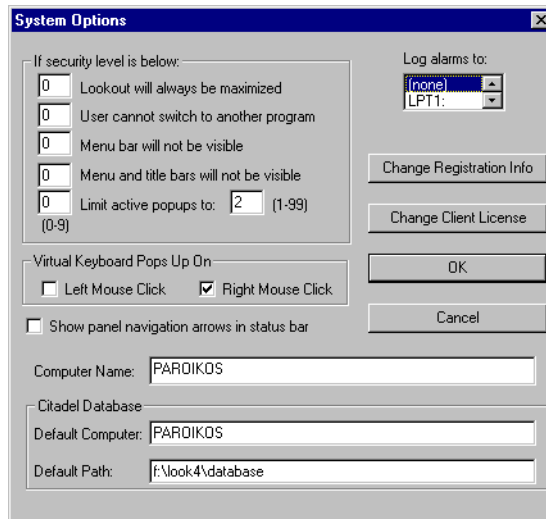 System Options
If security level is below:
0 Lookout will always be maximized
0 User cannot switch to another program
0 Menu bar will not be visible
0 Menu and title bars will not be visible
0 Limit active popups to: 2 (1-99)
(0-9)
Log alarms to:
(none)
LPT1:
Change Registration Info
Change Client License
Virtual Keyboard Pops Up On
Left Mouse Click Right Mouse Click
OK
Show panel navigation arrows in status bar
Cancel
Computer Name: PAROIKOS
Citadel Database
Default Computer: PAROIKOS
Default Path: f:\look4\database